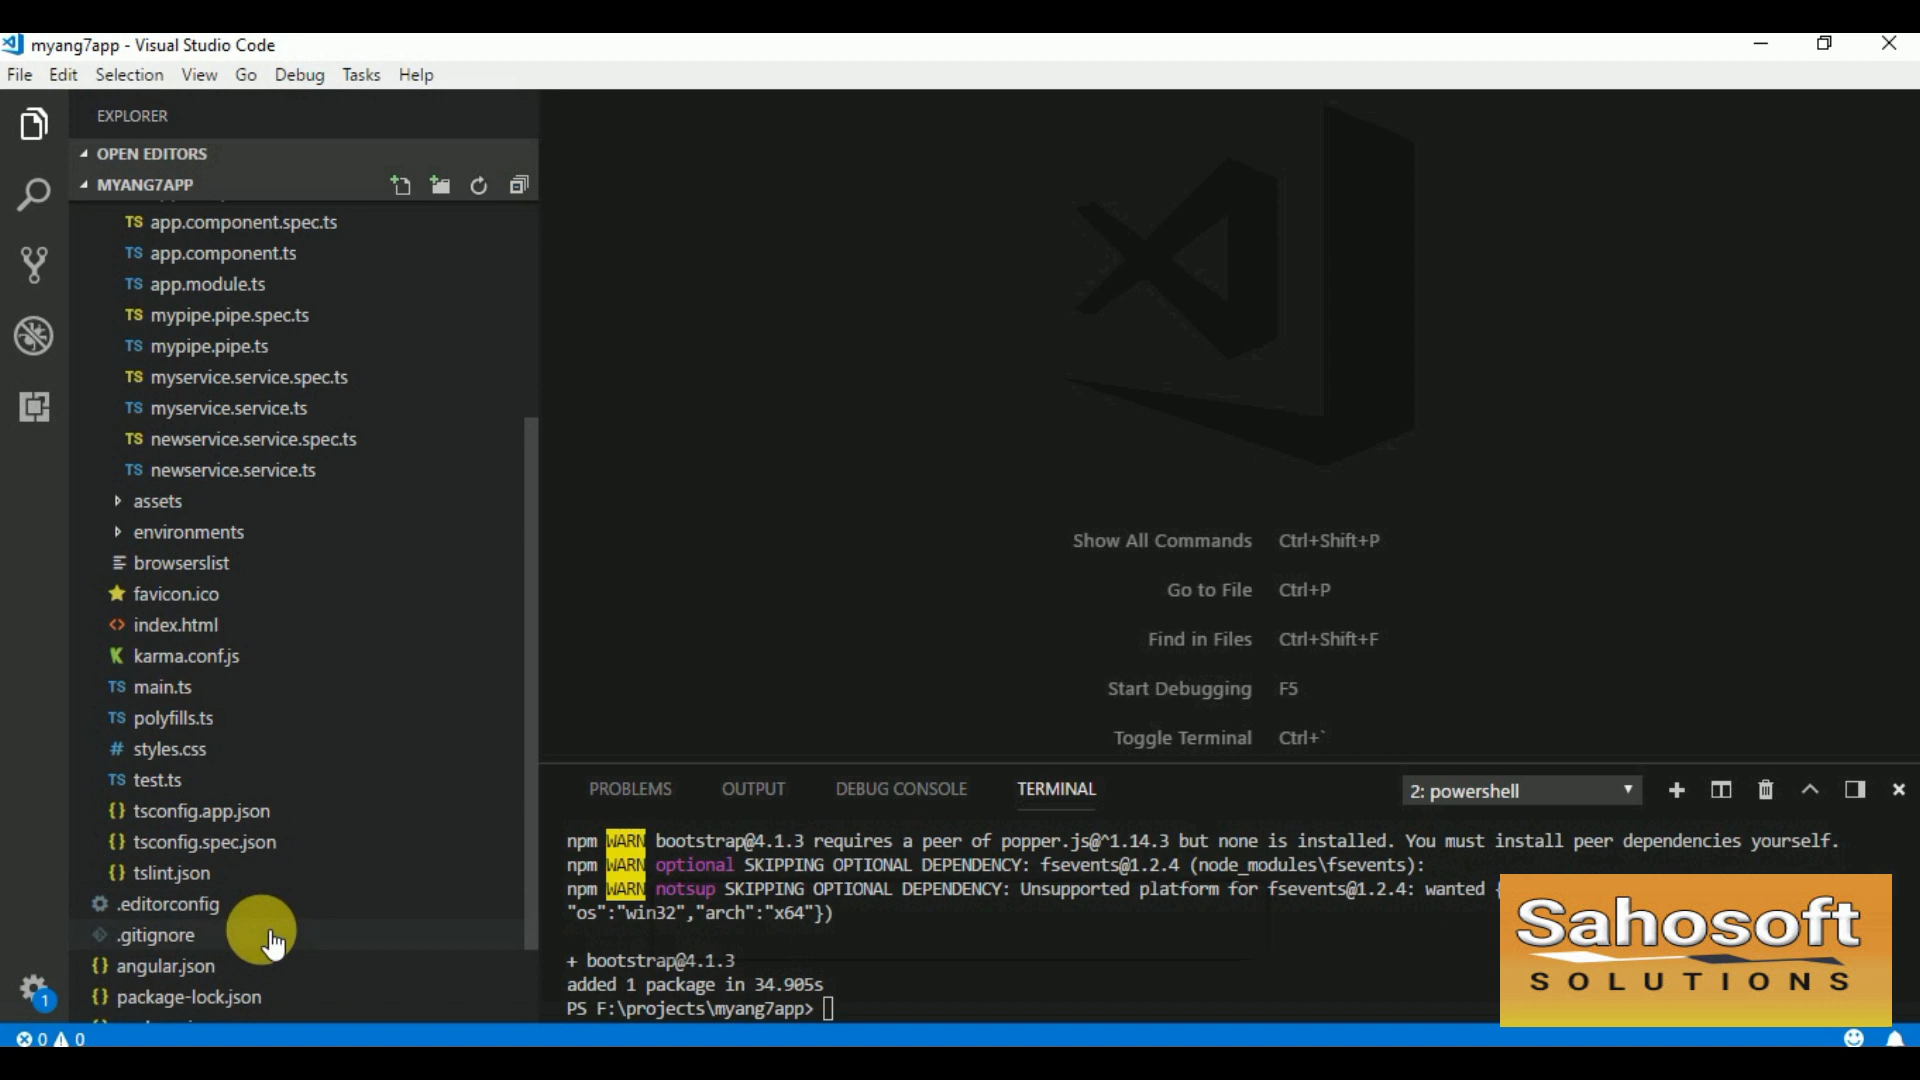 myang7app - Visual Studio Code
File Edit Selection View Go Debug Tasks Help
EXPLORER
OPEN EDITORS
MYANG7APP
TS app.component.spec.ts
TS app.component.ts
TS app.module.ts
TS mypipe.pipe.spec.ts
TS mypipe.pipe.ts
TS myservice.service.spec.ts
TS myservice.service.ts
TS newservice.service.spec.ts
TS newservice.service.ts
assets
environments
browserslist
favicon.ico
<> index.html
karma.conf.js
TS main.ts
TS polyfills.ts
# styles.css
TS test.ts
{} tsconfig.app.json
{} tsconfig.spec.json
{} tslint.json
.editorconfig
.gitignore
{} angular.json
{} package-lock.json
1
0 0
Show All Commands Ctrl+Shift+P
Go to File Ctrl+P
Find in Files Ctrl+Shift+F
Start Debugging F5
Toggle Terminal Ctrl+`
PROBLEMS OUTPUT DEBUG CONSOLE TERMINAL 2: powershell
npm WARN bootstrap@4.1.3 requires a peer of popper.js@^1.14.3 but none is installed. You must install peer dependencies yourself.
npm WARN optional SKIPPING OPTIONAL DEPENDENCY: fsevents@1.2.4 (node_modules\fsevents):
npm WARN notsup SKIPPING OPTIONAL DEPENDENCY: Unsupported platform for fsevents@1.2.4: wanted {
"os":"win32","arch":"x64"})
+ bootstrap@4.1.3
added 1 package in 34.905s
PS F:\projects\myang7app>
Sahosoft
SOLUTIONS